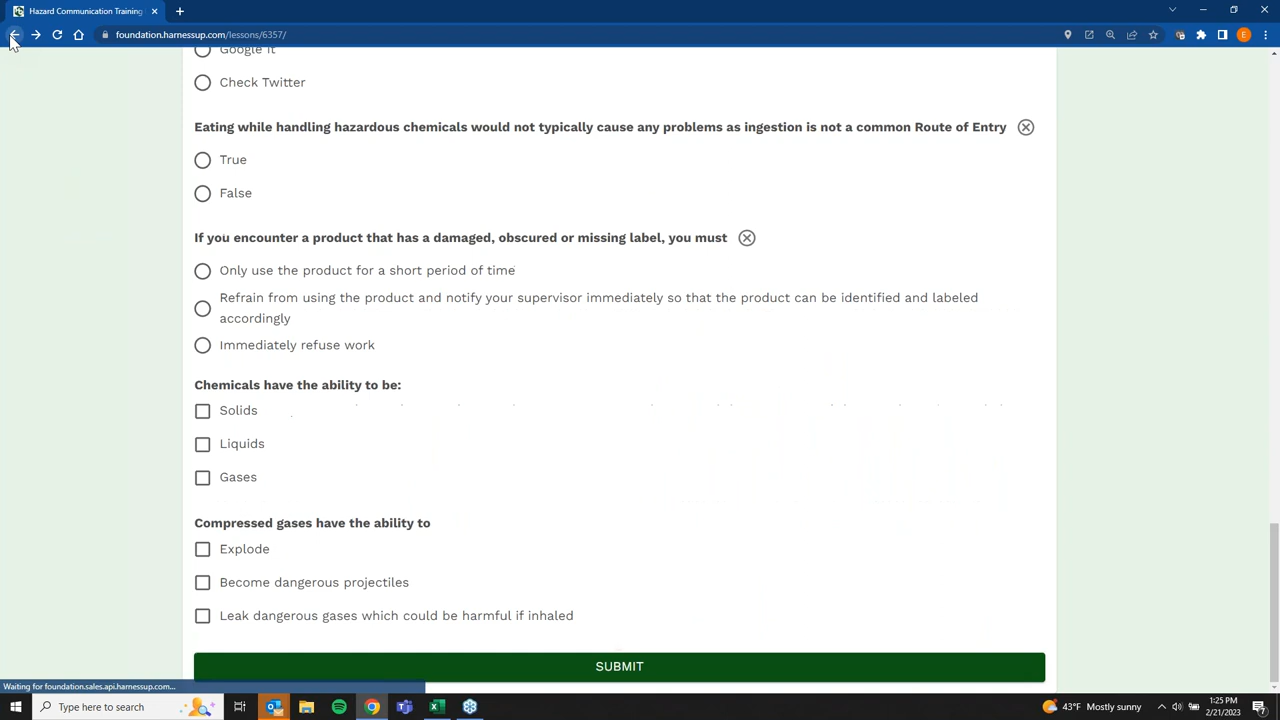 Hazard Communication Training
foundation.harnessup.com/lessons/6357/
E
Google It
Check Twitter
Eating while handling hazardous chemicals would not typically cause any problems as ingestion is not a common Route of Entry
True
False
If you encounter a product that has a damaged, obscured or missing label, you must
Only use the product for a short period of time
Refrain from using the product and notify your supervisor immediately so that the product can be identified and labeled
accordingly
Immediately refuse work
Chemicals have the ability to be:
Solids
Liquids
Gases
Compressed gases have the ability to
Explode
Become dangerous projectiles
Leak dangerous gases which could be harmful if inhaled
SUBMIT
Waiting for foundation.sales.api.harnessup.com...
Type here to search
43°F Mostly sunny
1:25 PM
2/21/2023